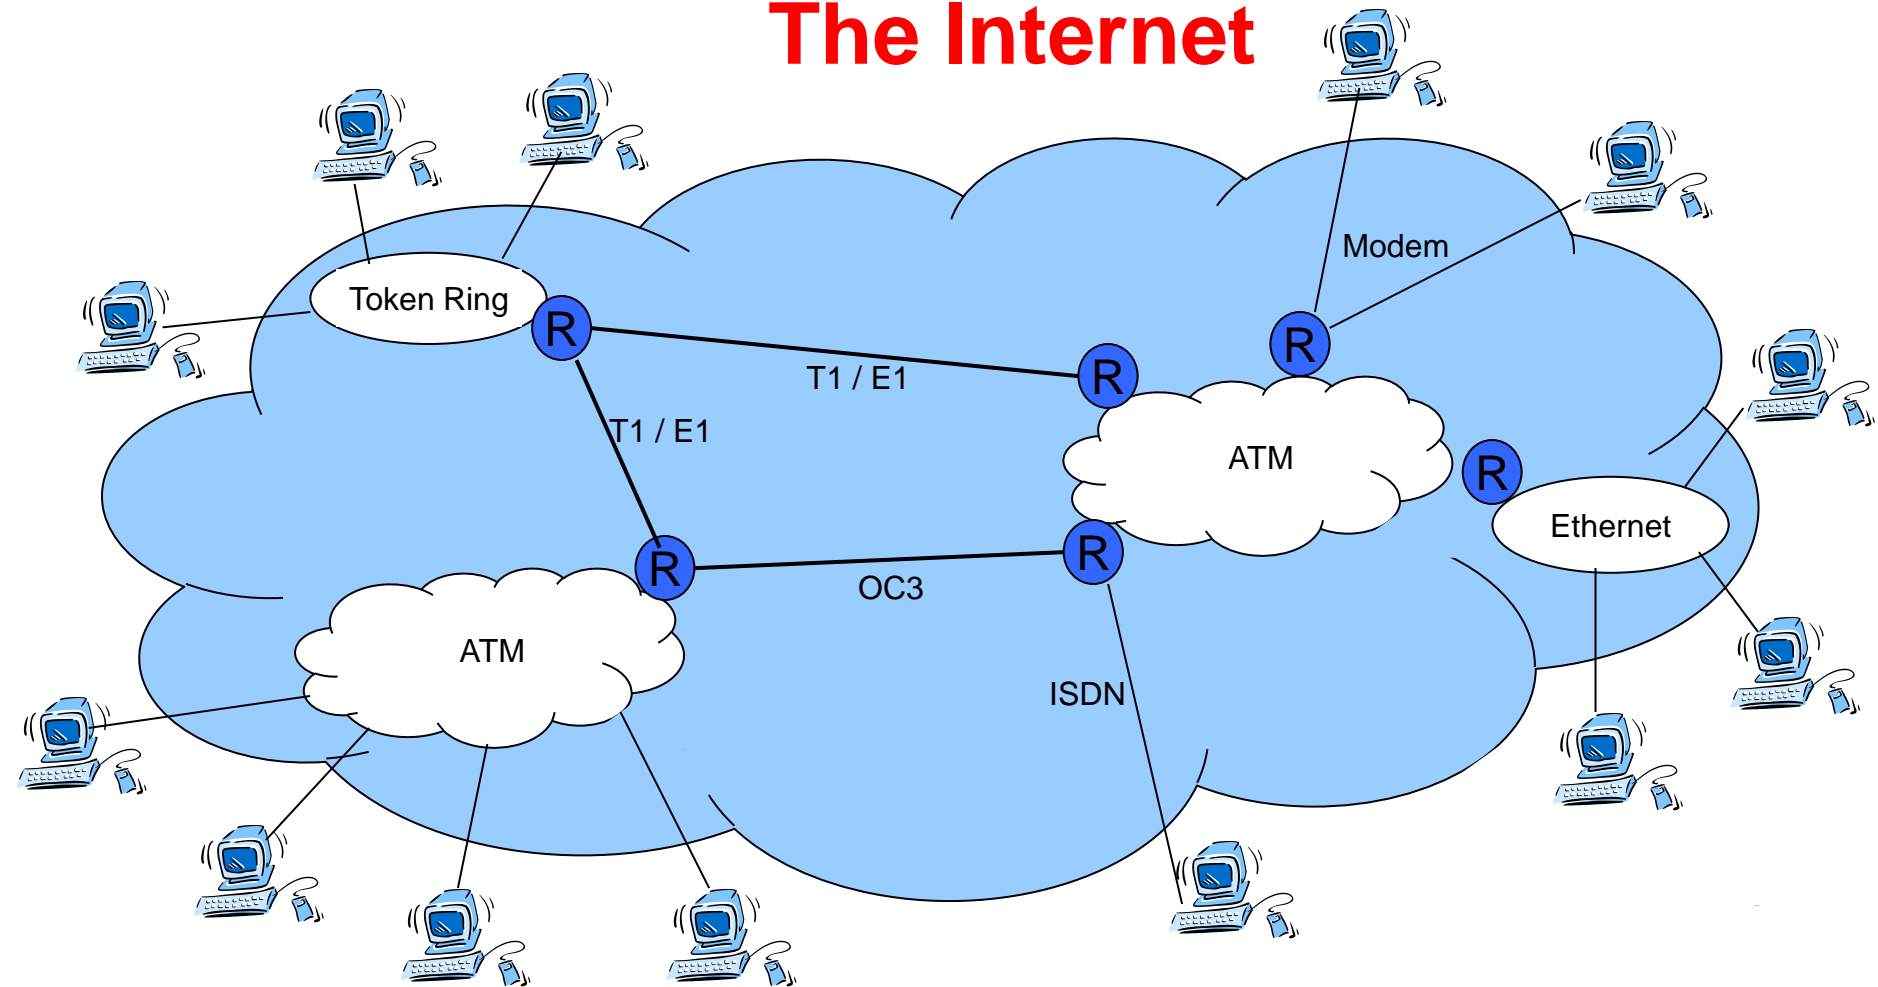 The Internet
Modem
Token Ring
R
R
R
T1 / E1
T1 / E1
ATM
R
Ethernet
R
R
OC3
ATM
ISDN